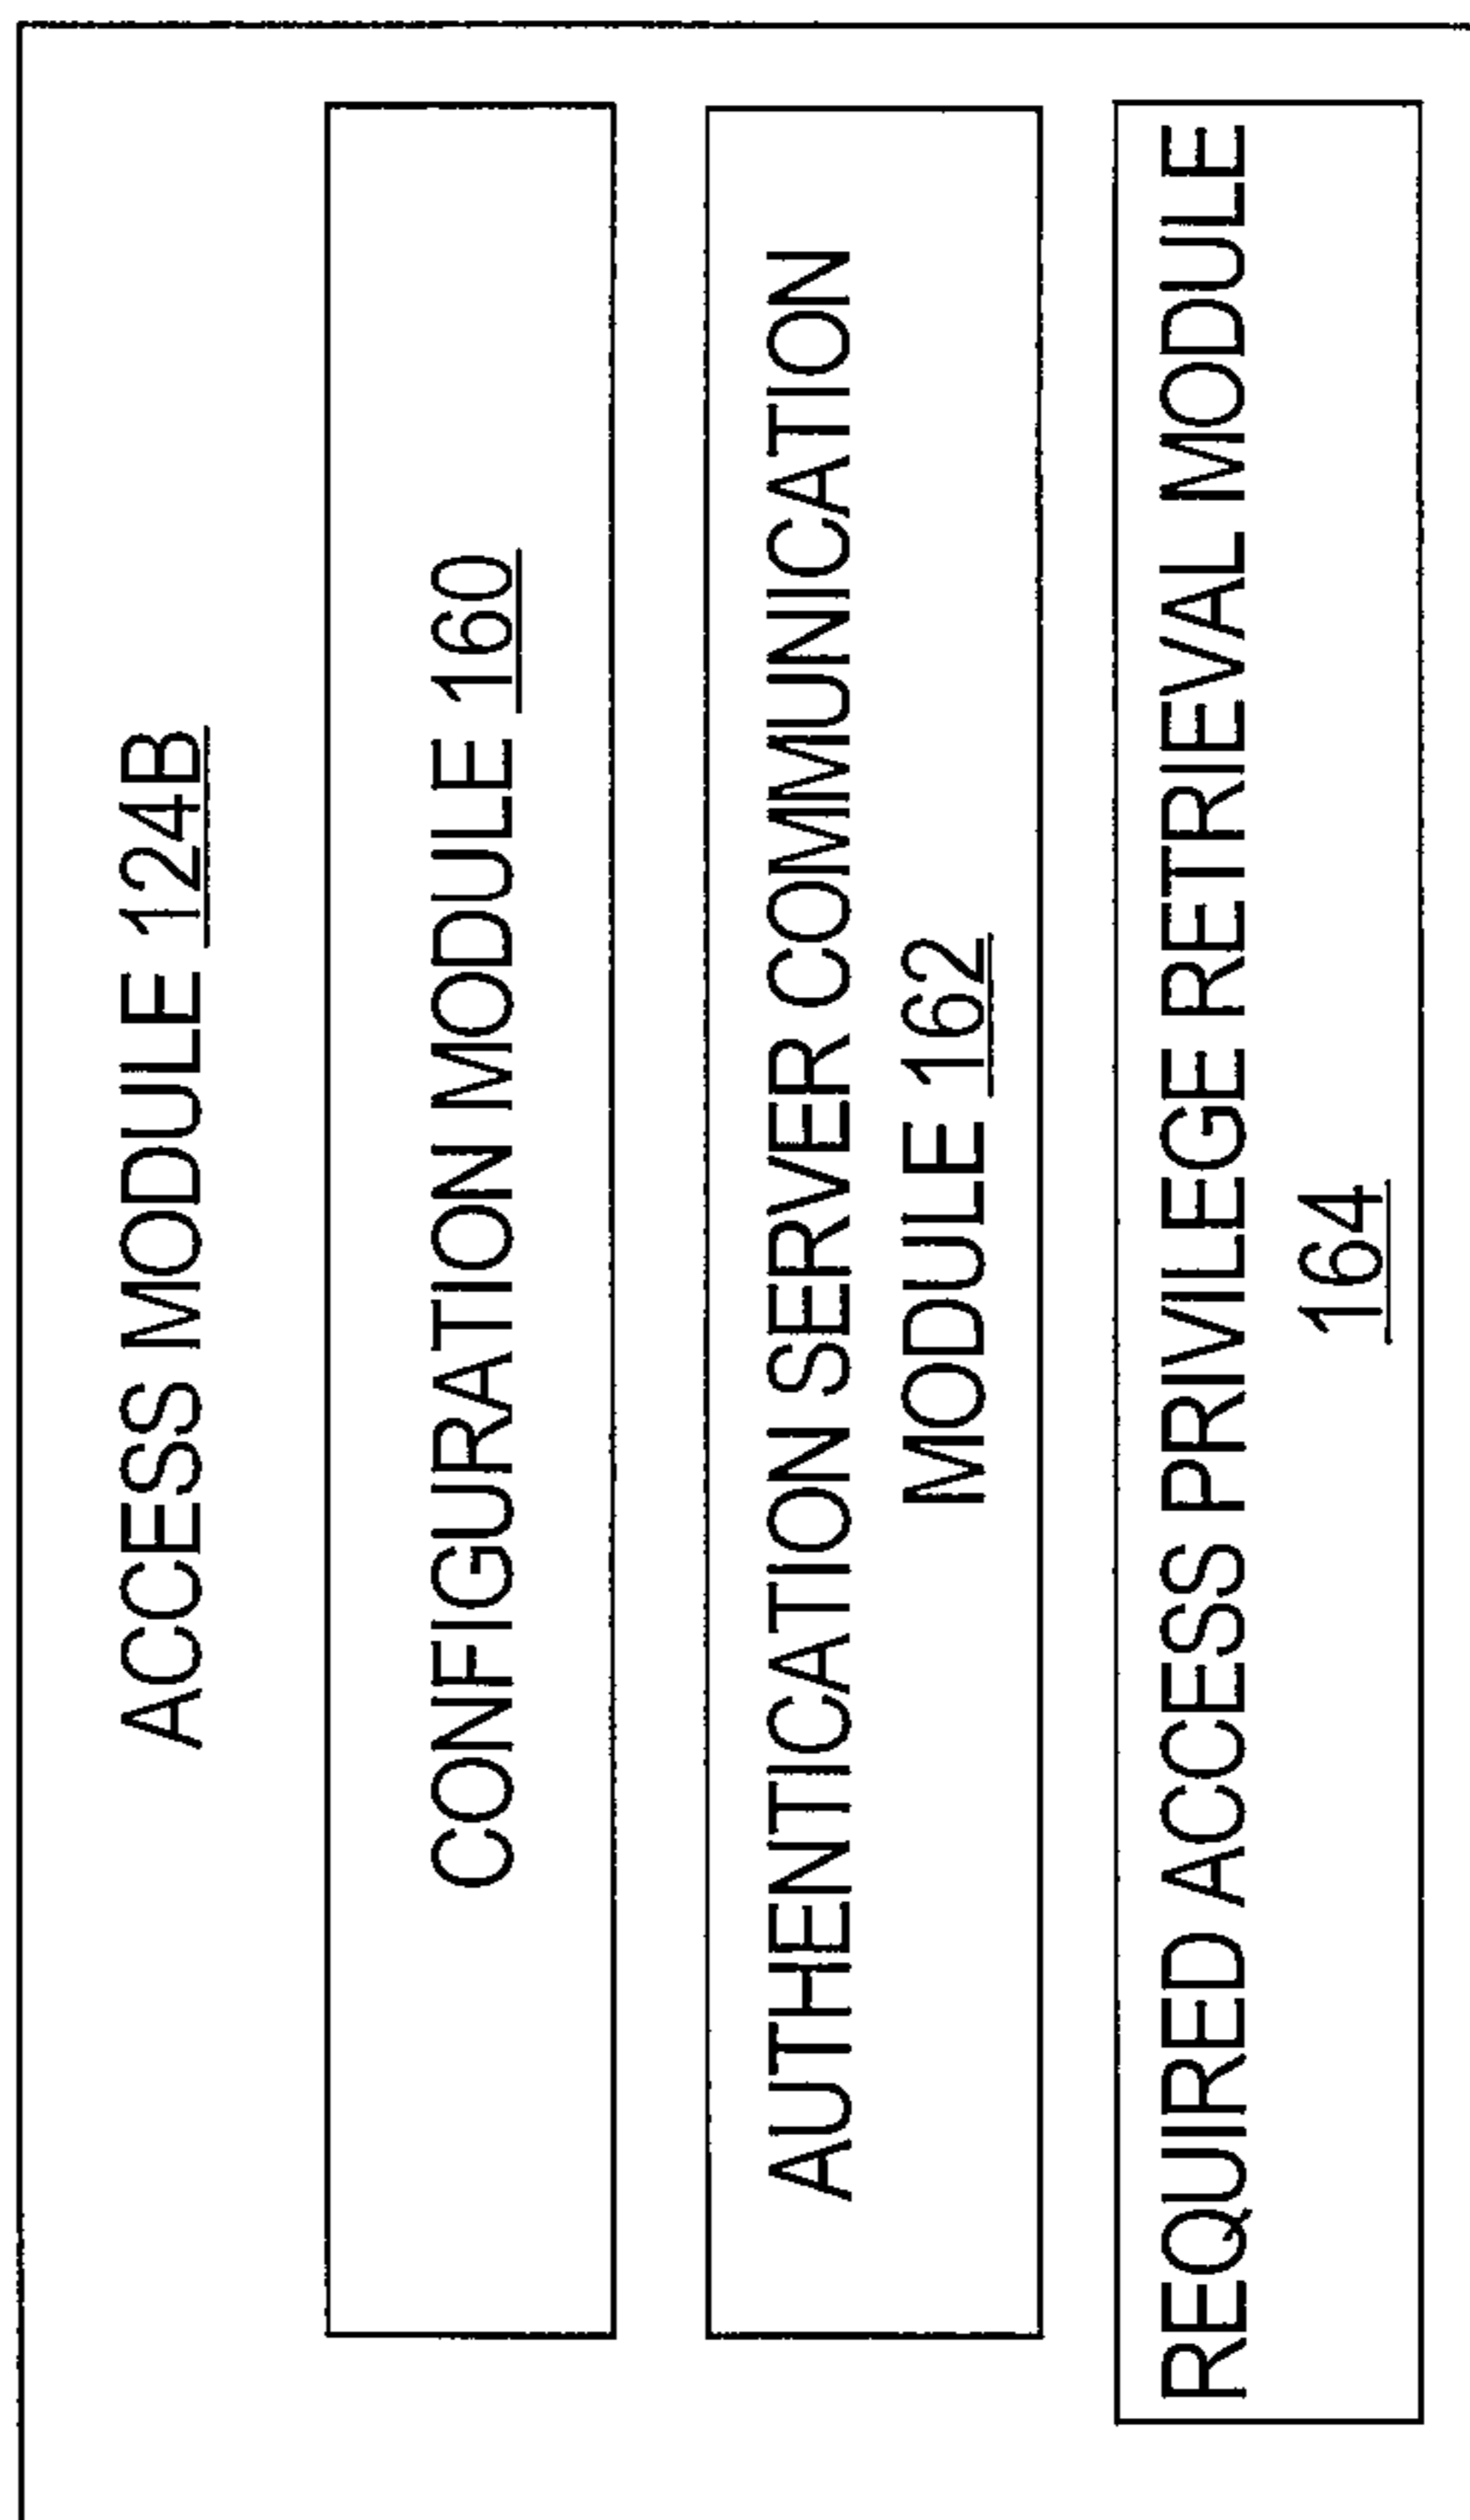 ACCESS MODULE 124B
CONFIGURATION MODULE 160
AUTHENTICATION SERVER COMMUNICATION
MODULE 162
REQUIRED ACCESS PRIVILEGE RETRIEVAL MODULE
164